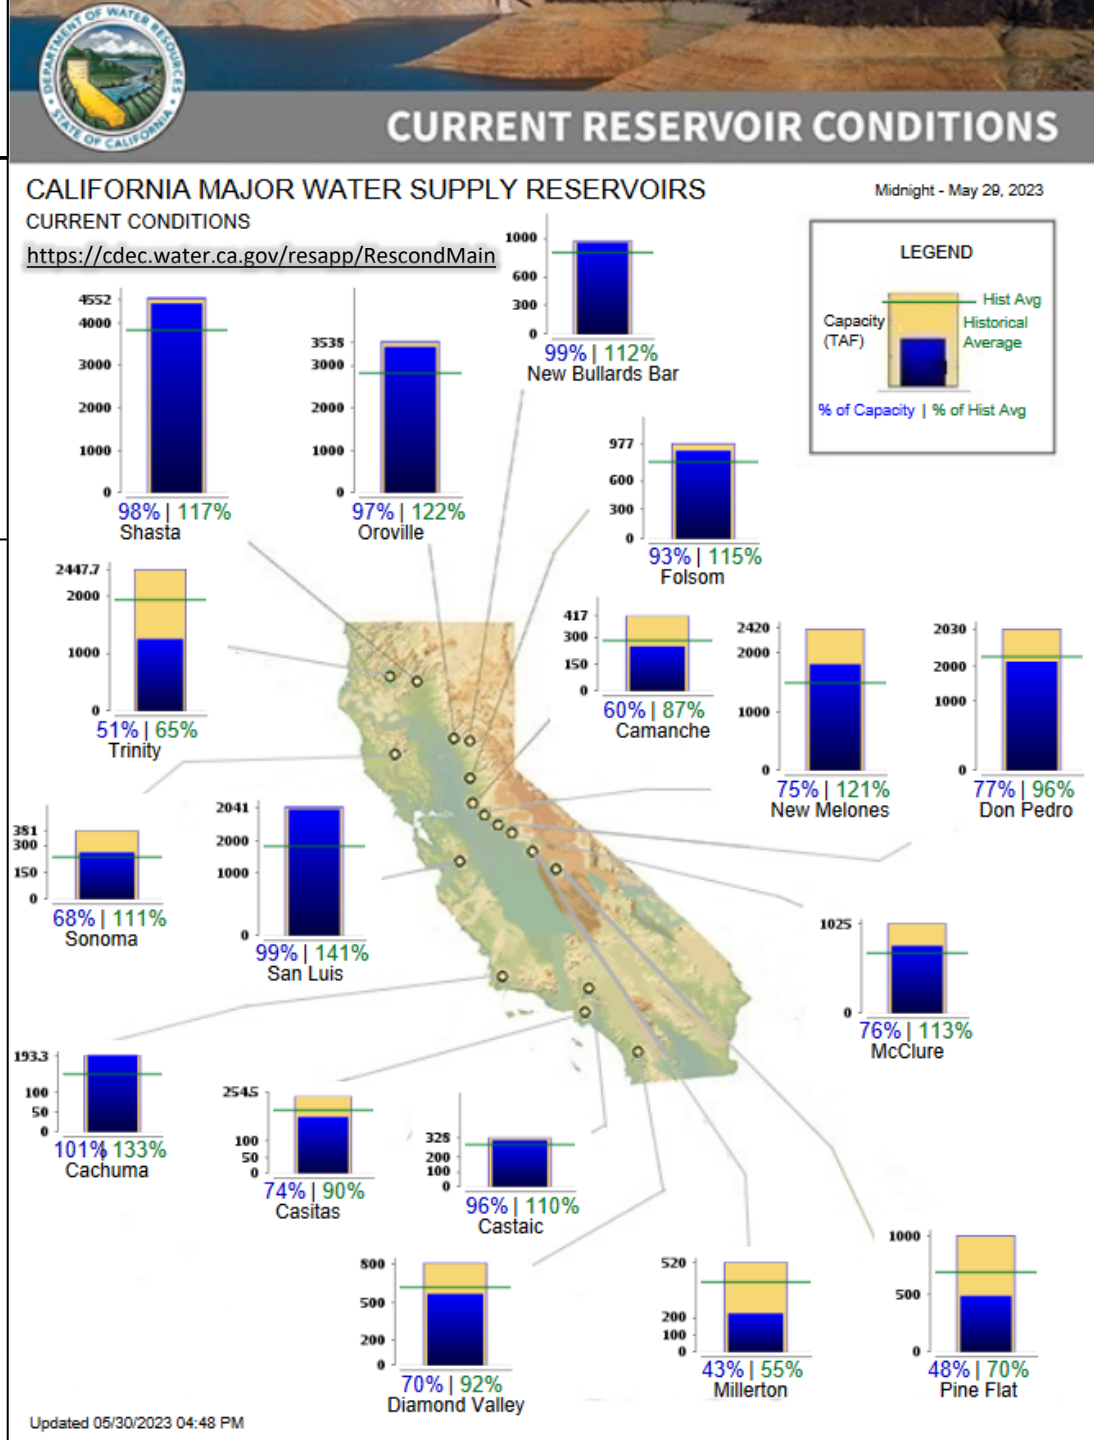 DEPARTMENT OF WATER RESOURCES
STATE OF CALIFORNIA
CURRENT RESERVOIR CONDITIONS
CALIFORNIA MAJOR WATER SUPPLY RESERVOIRS
Midnight - May 29, 2023
CURRENT CONDITIONS
https://cdec.water.ca.gov/resapp/RescondMain
LEGEND
Hist Avg
Capacity
(TAF)
Historical
Average
% of Capacity | % of Hist Avg
1000
600
300
0
99% | 112%
New Bullards Bar
4552
4000
3000
2000
1000
0
98% | 117%
Shasta
3538
3000
2000
1000
0
97% | 122%
Oroville
977
600
300
0
93% | 115%
Folsom
2447.7
2000
1000
0
51% | 65%
Trinity
417
300
150
0
60% | 87%
Camanche
2420
2000
1000
0
75% | 121%
New Melones
2030
2000
1000
0
77% | 96%
Don Pedro
381
300
150
0
68% | 111%
Sonoma
2041
2000
1000
0
99% | 141%
San Luis
1025
0
76% | 113%
McClure
193.3
100
50
0
101% | 133%
Cachuma
254.5
100
50
0
74% | 90%
Casitas
328
200
100
0
96% | 110%
Castaic
800
500
200
0
70% | 92%
Diamond Valley
520
200
100
0
43% | 55%
Millerton
1000
500
0
48% | 70%
Pine Flat
Updated 05/30/2023 04:48 PM